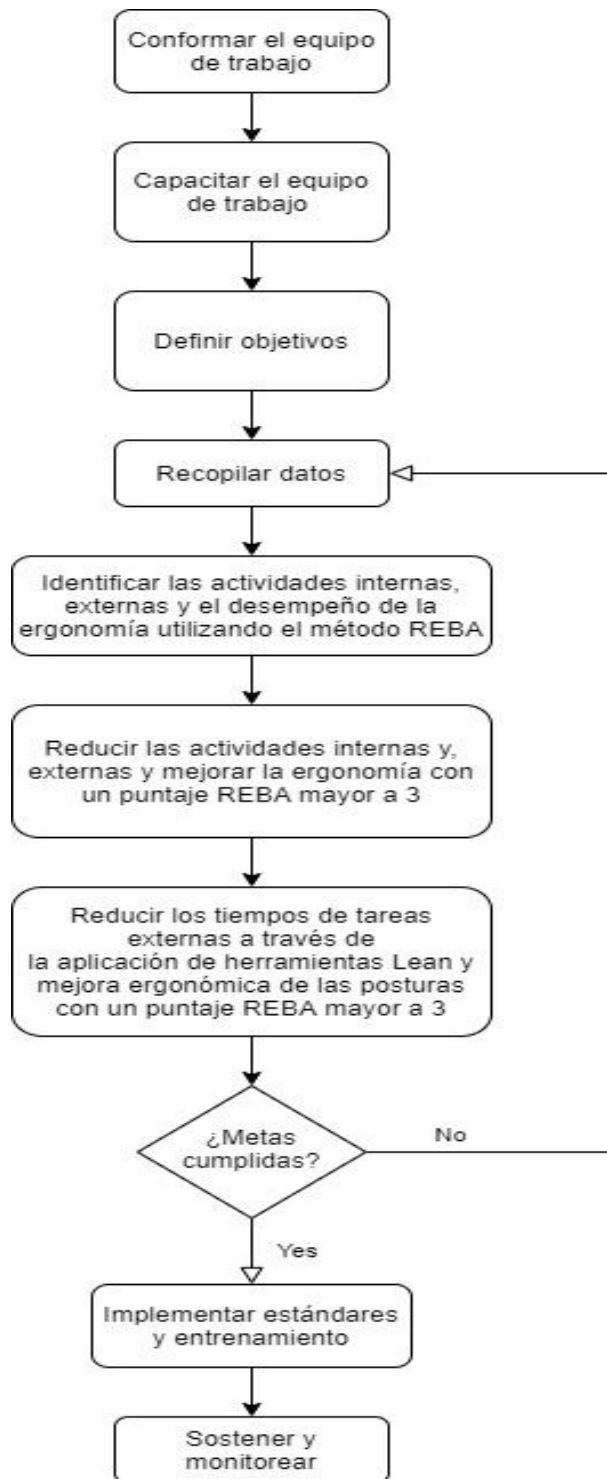 Conformar el equipo
de trabajo
Capacitar el equipo
de trabajo
Definir objetivos
Recopilar datos
Identificar las actividades internas,
externas y el desempeño de la
ergonomía utilizando el método REBA
Reducir las actividades internas y,
externas y mejorar la ergonomía con
un puntaje REBA mayor a 3
Reducir los tiempos de tareas
externas a través de
la aplicación de herramientas Lean y
mejora ergonómica de las posturas
con un puntaje REBA mayor a 3
¿Metas
cumplidas?
No
Yes
Implementar estándares
y entrenamiento
Sostener y
monitorear